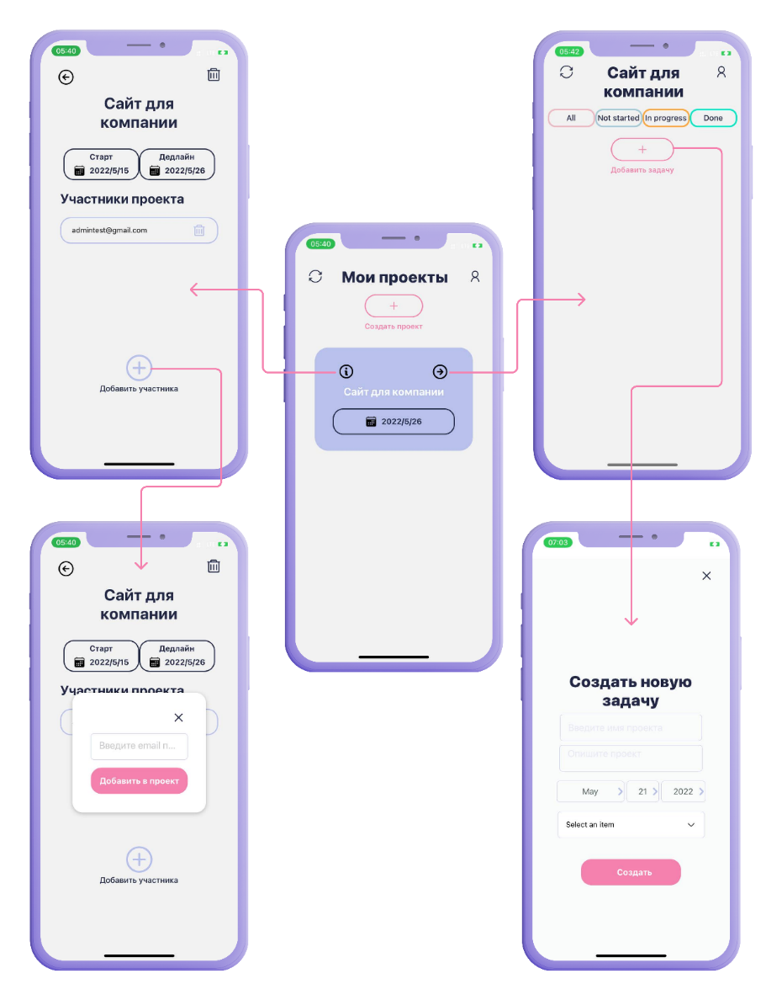 05:40
Сайт для
компании
Старт
2022/5/15
Дедлайн
2022/5/26
Участники проекта
admintest@gmail.com
Добавить участника
05:42
Сайт для
компании
All
Not started
In progress
Done
+
Добавить задачу
05:40
Мои проекты
+
Создать проект
Сайт для компании
2022/5/26
05:40
Сайт для
компании
Старт
2022/5/15
Дедлайн
2022/5/26
Участники проекта
Введите email п...
Добавить в проект
Добавить участника
07:03
Создать новую
задачу
Введите имя проекта
Опишите проект
May
21
2022
Select an item
Создать